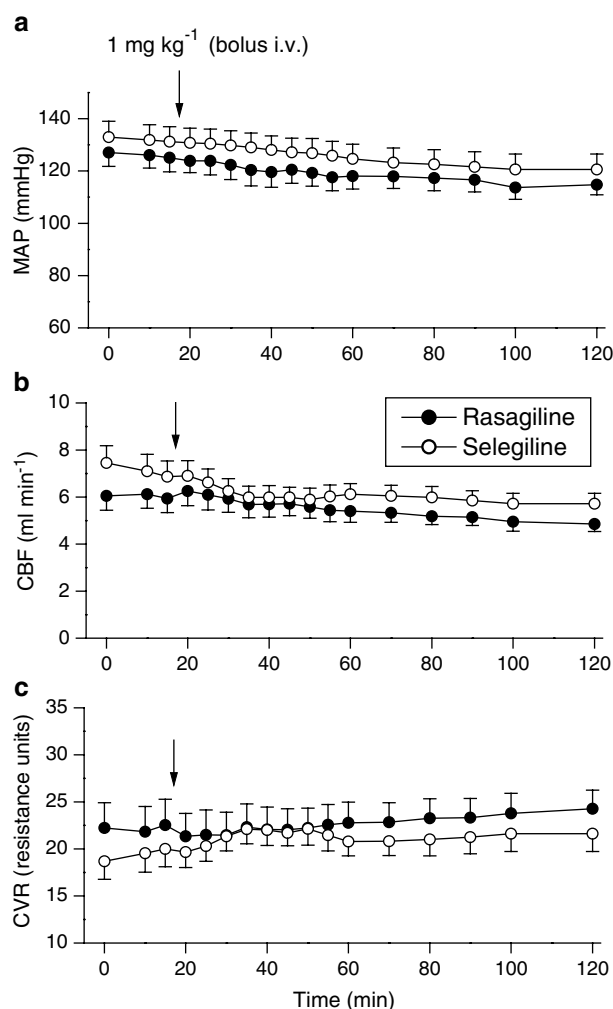 a
1 mg kg⁻¹ (bolus i.v.)
MAP (mmHg)
140
120
100
80
60
0 20 40 60 80 100 120
b
CBF (ml min⁻¹)
10
8
6
4
2
0
Rasagiline
Selegiline
0 20 40 60 80 100 120
c
CVR (resistance units)
35
30
25
20
15
10
0 20 40 60 80 100 120
Time (min)